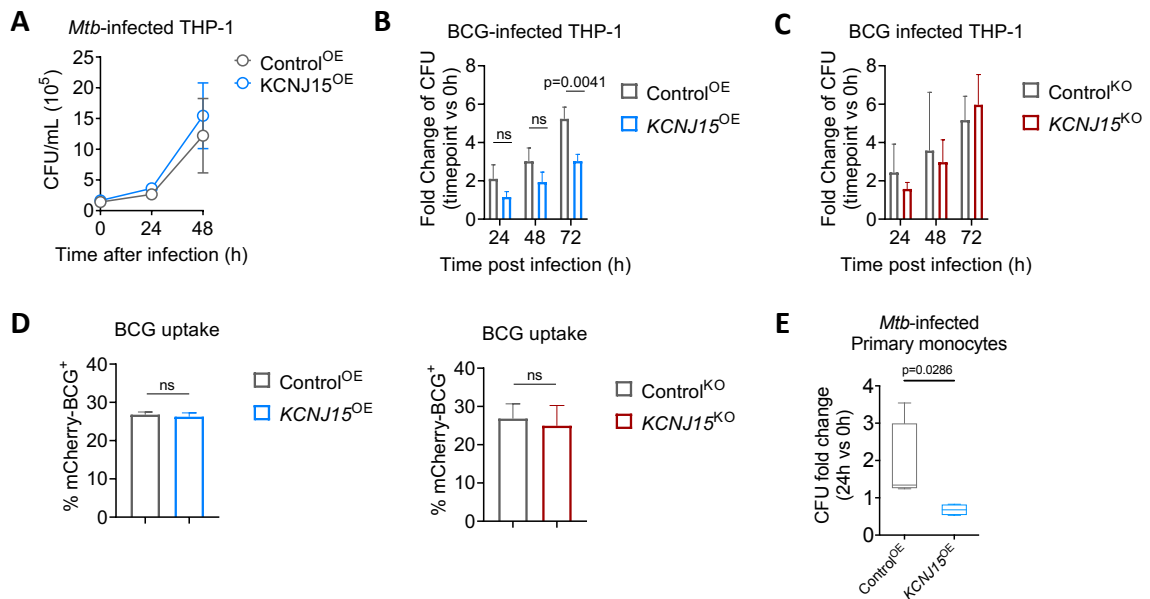 A
Mtb-infected THP-1
CFU/mL (10⁵)
25
20
15
10
5
0
0 24 48
Time after infection (h)
Control^OE
KCNJ15^OE
B
BCG-infected THP-1
Fold Change of CFU
(timepoint vs 0h)
8
6
4
2
0
ns
ns
p=0.0041
24 48 72
Time post infection (h)
Control^OE
KCNJ15^OE
C
BCG infected THP-1
Fold Change of CFU
(timepoint vs 0h)
8
6
4
2
0
24 48 72
Time post infection (h)
Control^KO
KCNJ15^KO
D
BCG uptake
% mCherry-BCG⁺
40
30
20
10
0
ns
Control^OE
KCNJ15^OE
BCG uptake
% mCherry-BCG⁺
40
30
20
10
0
ns
Control^KO
KCNJ15^KO
E
Mtb-infected
Primary monocytes
p=0.0286
CFU fold change
(24h vs 0h)
4
3
2
1
0
Control^OE
KCNJ15^OE